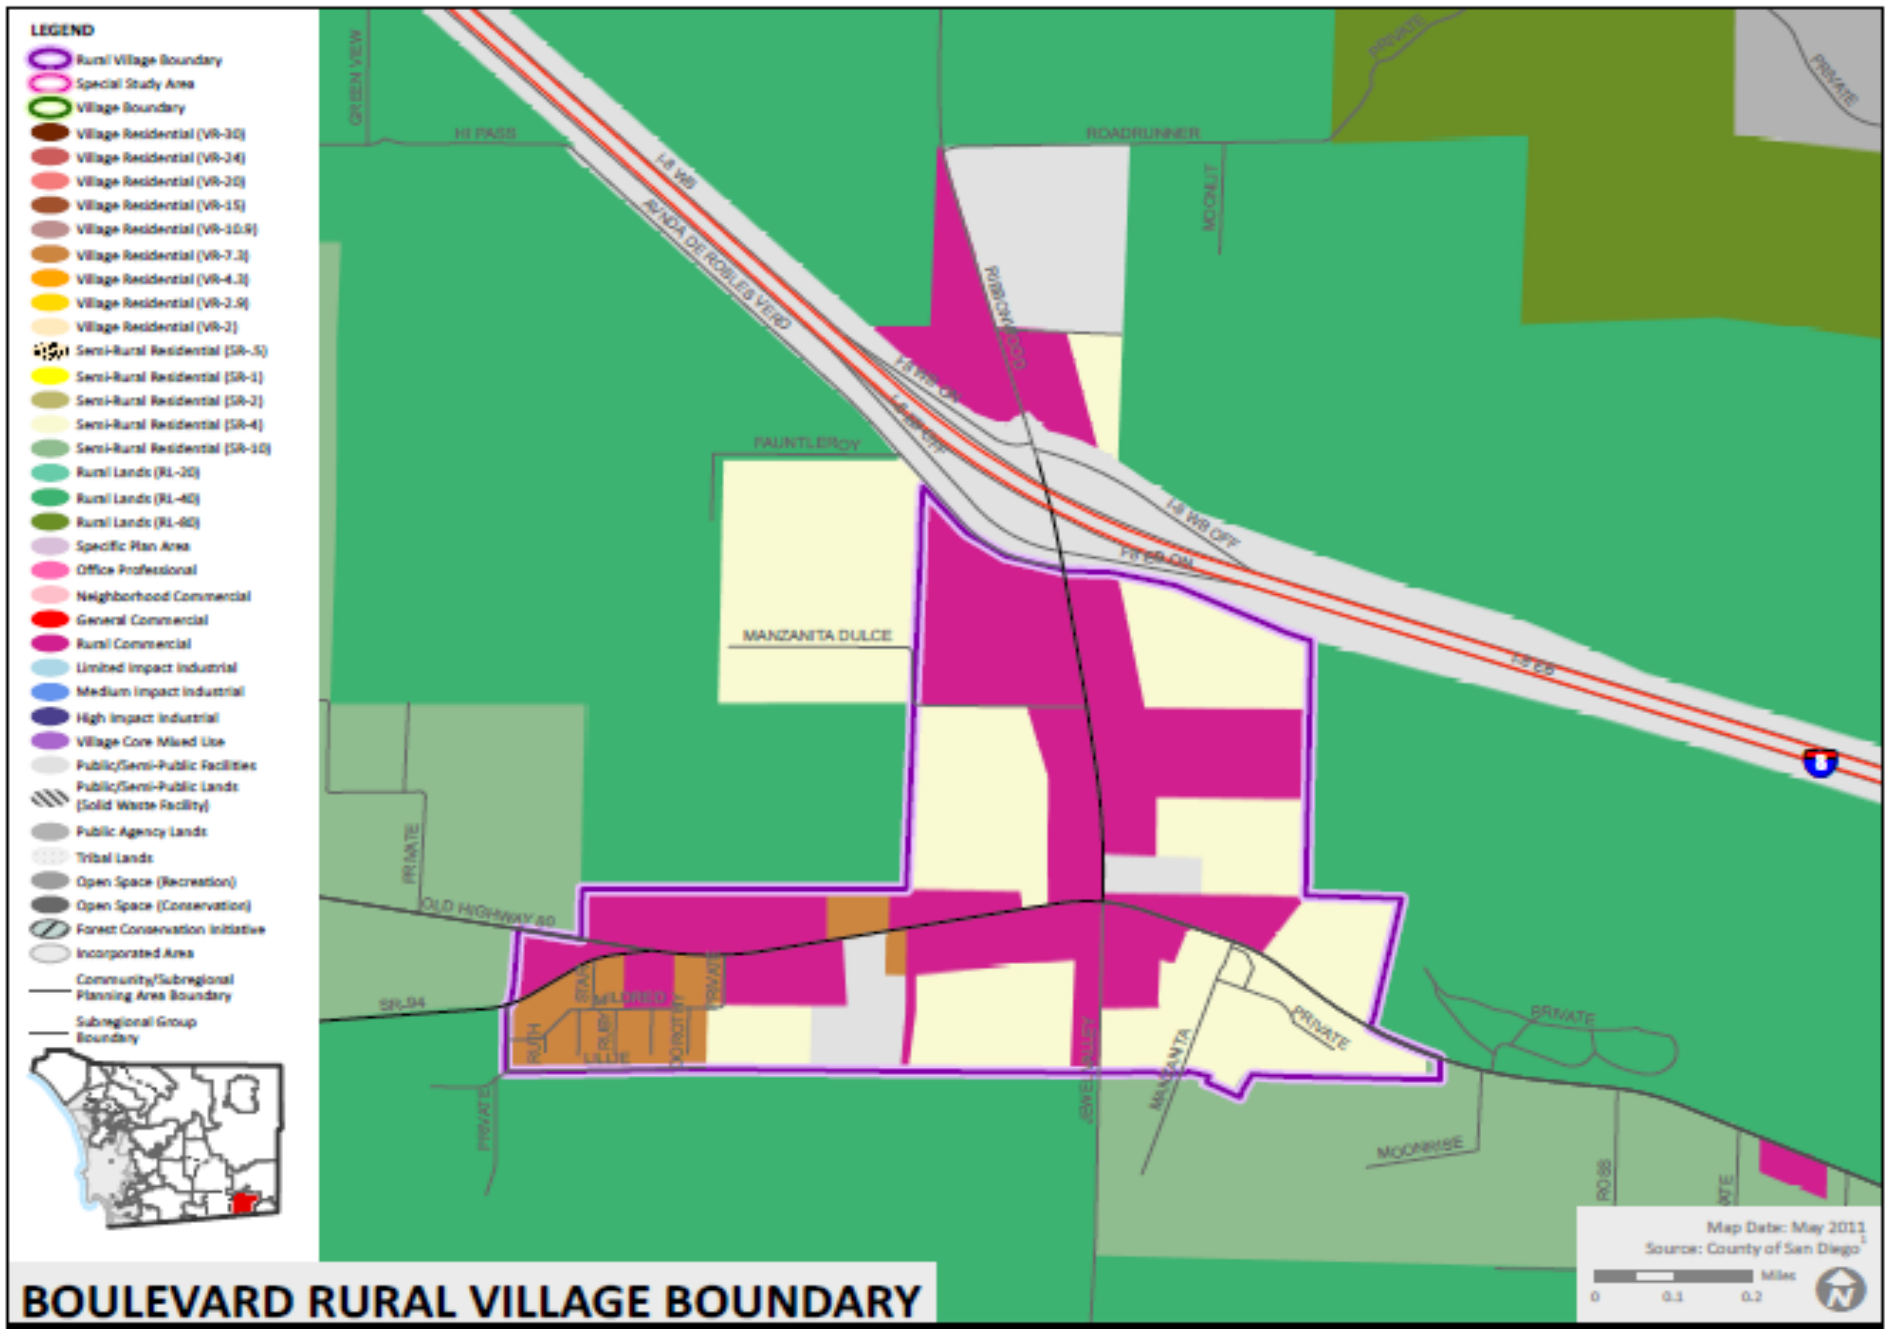 LEGEND
Rural Village Boundary
Special Study Area
Village Boundary
Village Residential (VR-30)
Village Residential (VR-24)
Village Residential (VR-20)
Village Residential (VR-15)
Village Residential (VR-10.9)
Village Residential (VR-7.3)
Village Residential (VR-4.3)
Village Residential (VR-2.9)
Village Residential (VR-2)
Semi-Rural Residential (SR-.5)
Semi-Rural Residential (SR-1)
Semi-Rural Residential (SR-2)
Semi-Rural Residential (SR-4)
Semi-Rural Residential (SR-10)
Rural Lands (RL-20)
Rural Lands (RL-40)
Rural Lands (RL-80)
Specific Plan Area
Office Professional
Neighborhood Commercial
General Commercial
Rural Commercial
Limited Impact Industrial
Medium Impact Industrial
High Impact Industrial
Village Core Mixed Use
Public/Semi-Public Facilities
Public/Semi-Public Lands
(Solid Waste Facility)
Public Agency Lands
Tribal Lands
Open Space (Recreation)
Open Space (Conservation)
Forest Conservation Initiative
Incorporated Area
Community/Subregional
Planning Area Boundary
Subregional Group
Boundary
GREEN VIEW
HI PASS
I-8 WB
AVNDA DE ROBLES VERD
PRIVATE
PRIVATE
ROADRUNNER
MOONLIT
RIBBONWOOD
I-8 WB ON
I-8 EB OFF
FAUNTLEROY
I-8 WB OFF
I-8 EB ON
MANZANITA DULCE
I-8 EB
8
PRIVATE
OLD HIGHWAY 80
SR-94
STAR
MILDRED
PRIVATE
RUTH
RUBY
LILLIE
DOROTHY
PRIVATE
JEWEL VALLEY
MANZANITA
PRIVATE
PRIVATE
MOONRISE
ROSS
Map Date: May 2011
Source: County of San Diego
1
Miles
0 0.1 0.2
N
BOULEVARD RURAL VILLAGE BOUNDARY